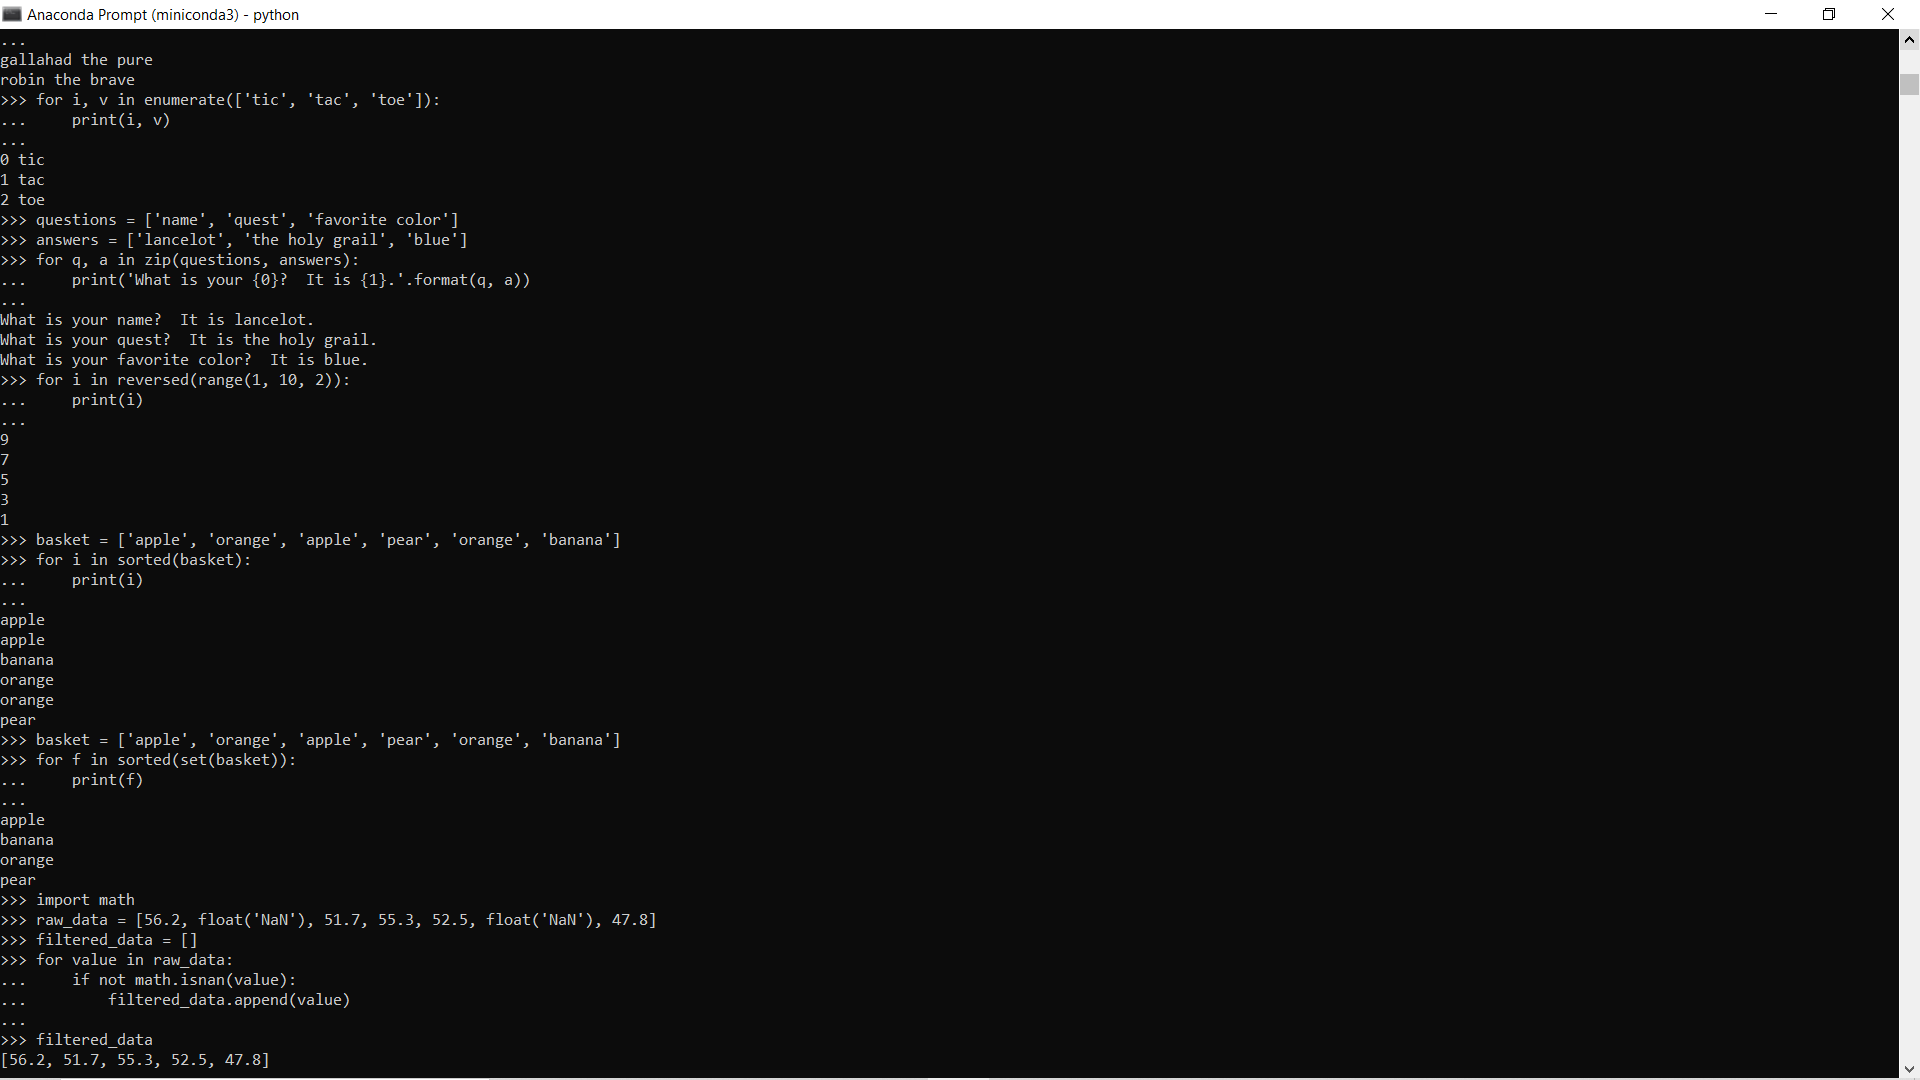 Anaconda Prompt (miniconda3) - python
...
gallahad the pure
robin the brave
>>> for i, v in enumerate(['tic', 'tac', 'toe']):
...     print(i, v)
...
0 tic
1 tac
2 toe
>>> questions = ['name', 'quest', 'favorite color']
>>> answers = ['lancelot', 'the holy grail', 'blue']
>>> for q, a in zip(questions, answers):
...     print('What is your {0}?  It is {1}.'.format(q, a))
...
What is your name?  It is lancelot.
What is your quest?  It is the holy grail.
What is your favorite color?  It is blue.
>>> for i in reversed(range(1, 10, 2)):
...     print(i)
...
9
7
5
3
1
>>> basket = ['apple', 'orange', 'apple', 'pear', 'orange', 'banana']
>>> for i in sorted(basket):
...     print(i)
...
apple
apple
banana
orange
orange
pear
>>> basket = ['apple', 'orange', 'apple', 'pear', 'orange', 'banana']
>>> for f in sorted(set(basket)):
...     print(f)
...
apple
banana
orange
pear
>>> import math
>>> raw_data = [56.2, float('NaN'), 51.7, 55.3, 52.5, float('NaN'), 47.8]
>>> filtered_data = []
>>> for value in raw_data:
...     if not math.isnan(value):
...         filtered_data.append(value)
...
>>> filtered_data
[56.2, 51.7, 55.3, 52.5, 47.8]